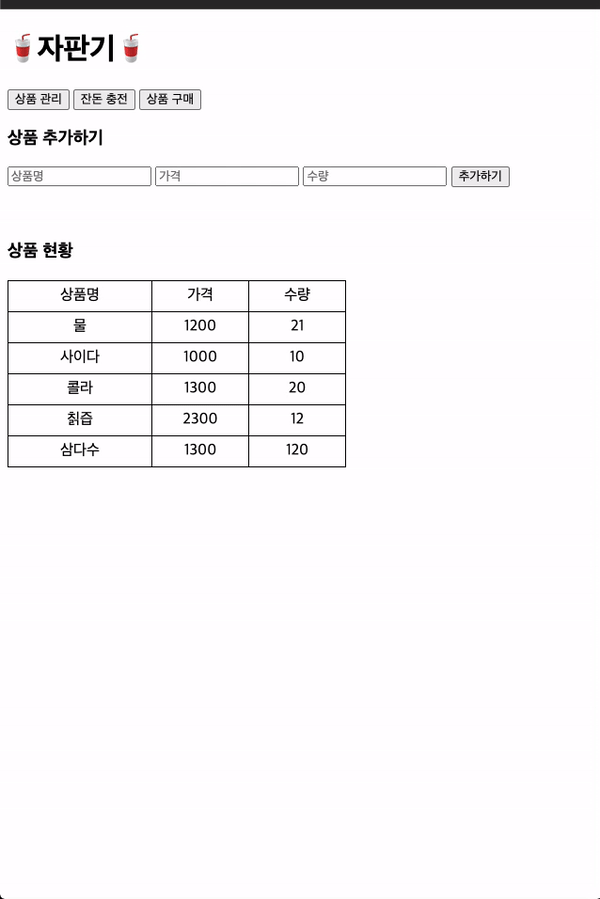 🥤자판기🥤
상품 관리 잔돈 충전 상품 구매
상품 추가하기
상품명 가격 수량 추가하기
상품 현황
상품명 가격 수량
물 1200 21
사이다 1000 10
콜라 1300 20
칡즙 2300 12
삼다수 1300 120